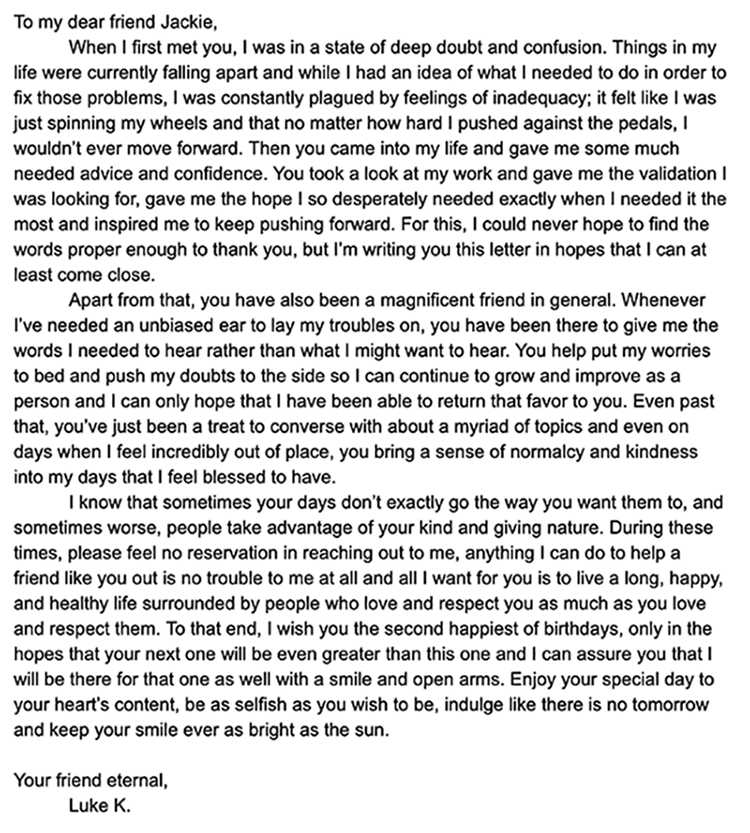 To my dear friend Jackie,
When I first met you, I was in a state of deep doubt and confusion. Things in my
life were currently falling apart and while I had an idea of what I needed to do in order to
fix those problems, I was constantly plagued by feelings of inadequacy; it felt like I was
just spinning my wheels and that no matter how hard I pushed against the pedals, I
wouldn't ever move forward. Then you came into my life and gave me some much
needed advice and confidence. You took a look at my work and gave me the validation I
was looking for, gave me the hope I so desperately needed exactly when I needed it the
most and inspired me to keep pushing forward. For this, I could never hope to find the
words proper enough to thank you, but I'm writing you this letter in hopes that I can at
least come close.
Apart from that, you have also been a magnificent friend in general. Whenever
I've needed an unbiased ear to lay my troubles on, you have been there to give me the
words I needed to hear rather than what I might want to hear. You help put my worries
to bed and push my doubts to the side so I can continue to grow and improve as a
person and I can only hope that I have been able to return that favor to you. Even past
that, you've just been a treat to converse with about a myriad of topics and even on
days when I feel incredibly out of place, you bring a sense of normalcy and kindness
into my days that I feel blessed to have.
I know that sometimes your days don't exactly go the way you want them to, and
sometimes worse, people take advantage of your kind and giving nature. During these
times, please feel no reservation in reaching out to me, anything I can do to help a
friend like you out is no trouble to me at all and all I want for you is to live a long, happy,
and healthy life surrounded by people who love and respect you as much as you love
and respect them. To that end, I wish you the second happiest of birthdays, only in the
hopes that your next one will be even greater than this one and I can assure you that I
will be there for that one as well with a smile and open arms. Enjoy your special day to
your heart's content, be as selfish as you wish to be, indulge like there is no tomorrow
and keep your smile ever as bright as the sun.
Your friend eternal,
Luke K.